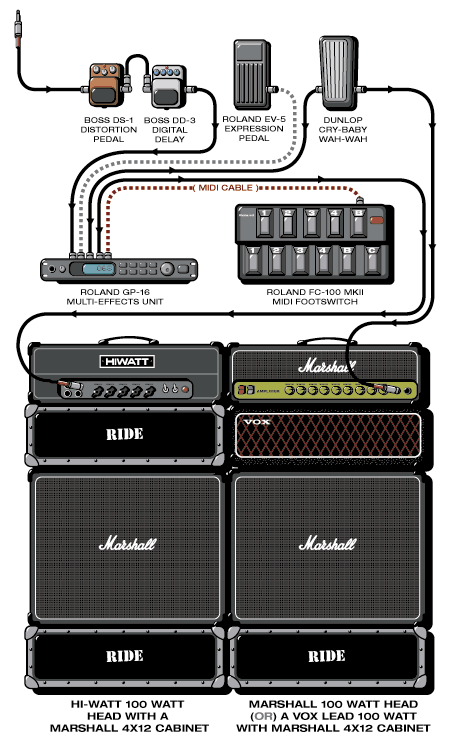 BOSS DS-1
DISTORTION
PEDAL
BOSS DD-3
DIGITAL
DELAY
ROLAND EV-5
EXPRESSION
PEDAL
DUNLOP
CRY-BABY
WAH-WAH
( MIDI CABLE )
ROLAND GP-16
MULTI-EFFECTS UNIT
ROLAND FC-100 MKII
MIDI FOOTSWITCH
HIWATT
Marshall
AMPLIFIER
RIDE
VOX
Marshall
Marshall
RIDE
RIDE
HI-WATT 100 WATT
HEAD WITH A
MARSHALL 4X12 CABINET
MARSHALL 100 WATT HEAD
(OR) A VOX LEAD 100 WATT
WITH MARSHALL 4X12 CABINET